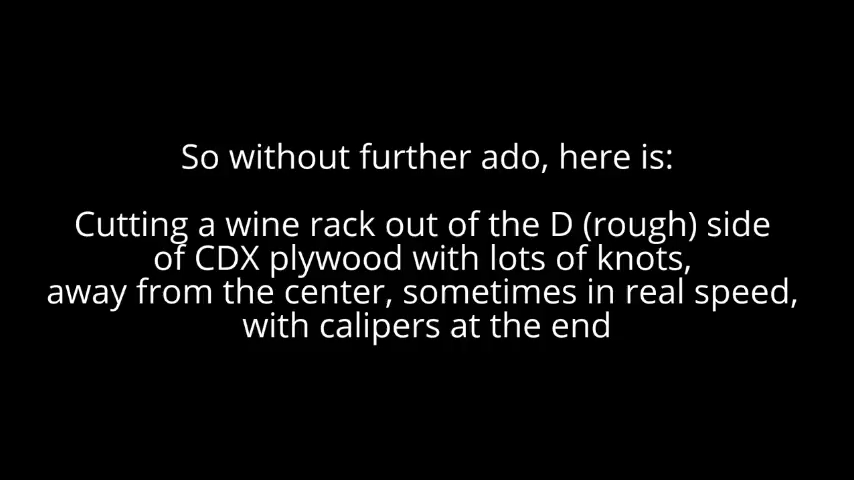 So without further ado, here is:
Cutting a wine rack out of the D (rough) side
of CDX plywood with lots of knots,
away from the center, sometimes in real speed,
with calipers at the end